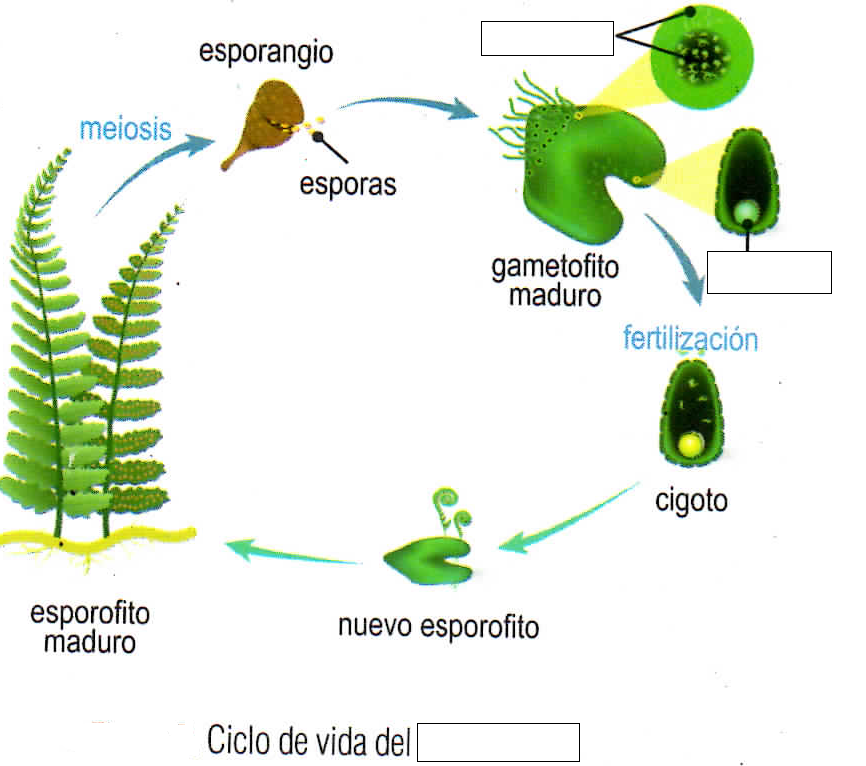 esporangio
meiosis
esporas
gametofito
maduro
fertilización
cigoto
nuevo esporofito
esporofito
maduro
Ciclo de vida del